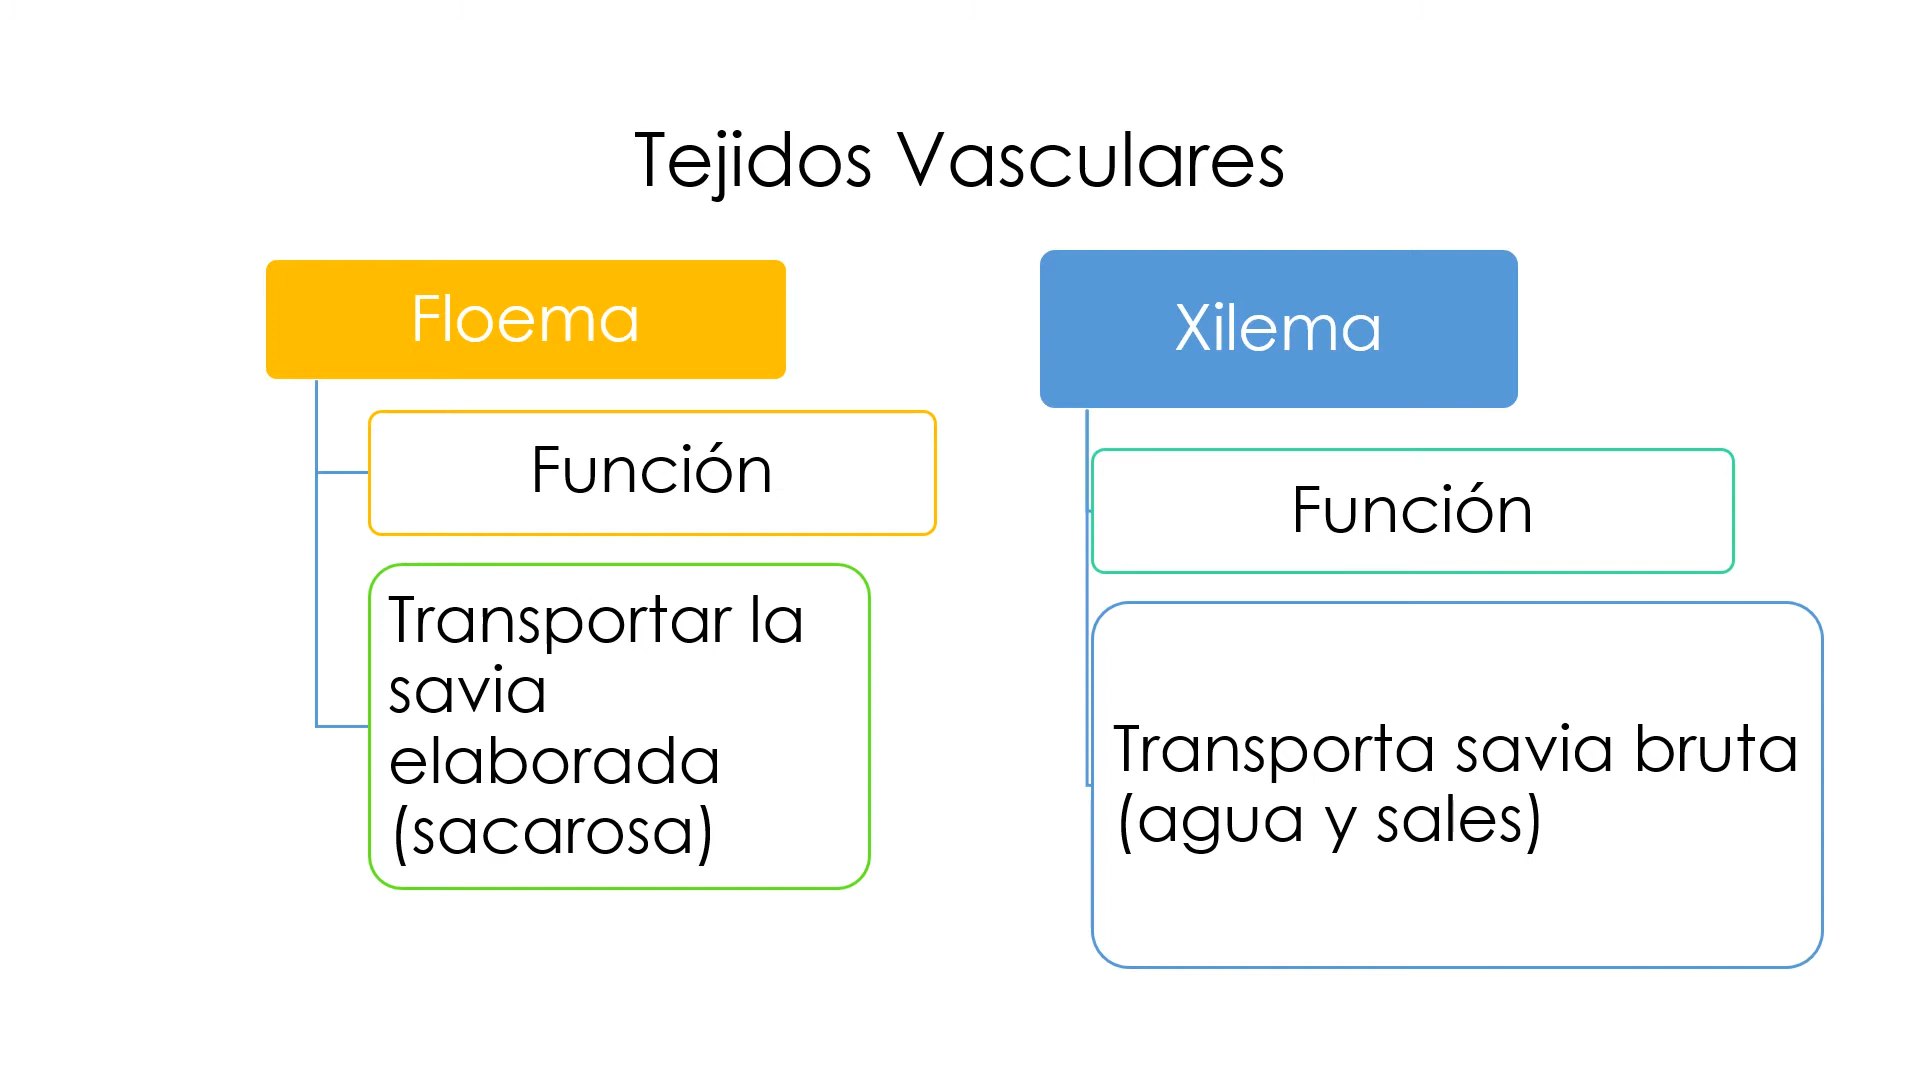 Tejidos Vasculares
Floema
Función
Transportar la
savia
elaborada
(sacarosa)
Xilema
Función
Transporta savia bruta
(agua y sales)